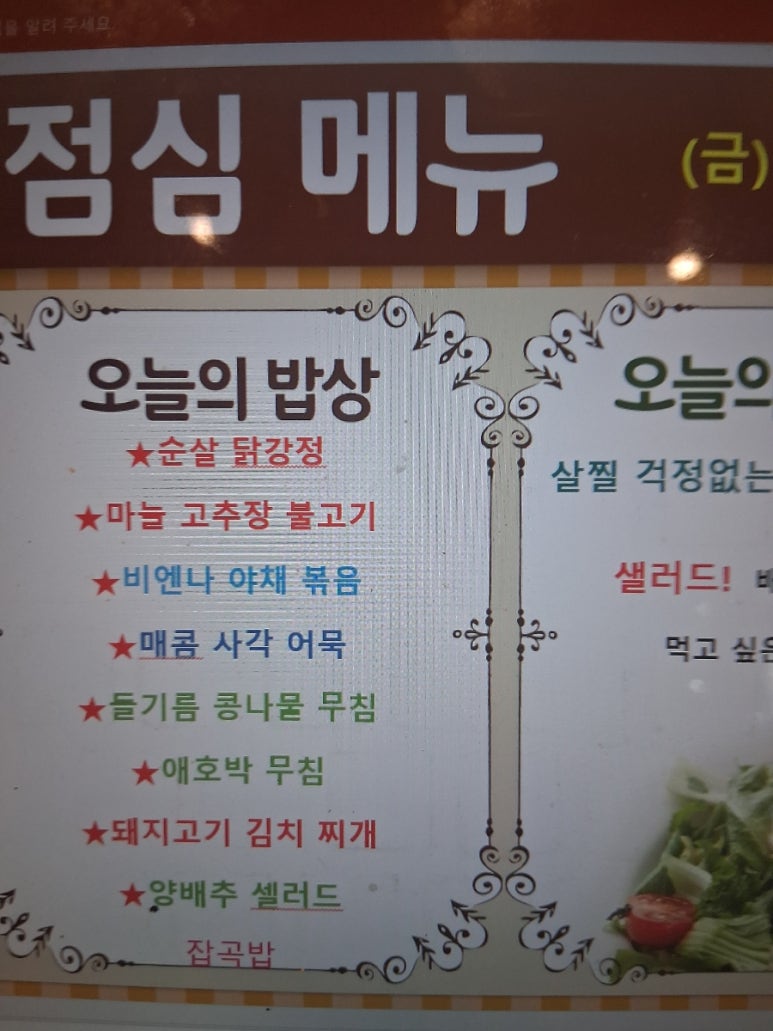 을 알려 주세요.
점심 메뉴 (금)
오늘의 밥상
★순살 닭강정
★마늘 고추장 불고기
★비엔나 야채 볶음
★매콤 사각 어묵
★들기름 콩나물 무침
★애호박 무침
★돼지고기 김치 찌개
★양배추 셀러드
잡곡밥
오늘의
살찔 걱정없는
샐러드!
먹고 싶은